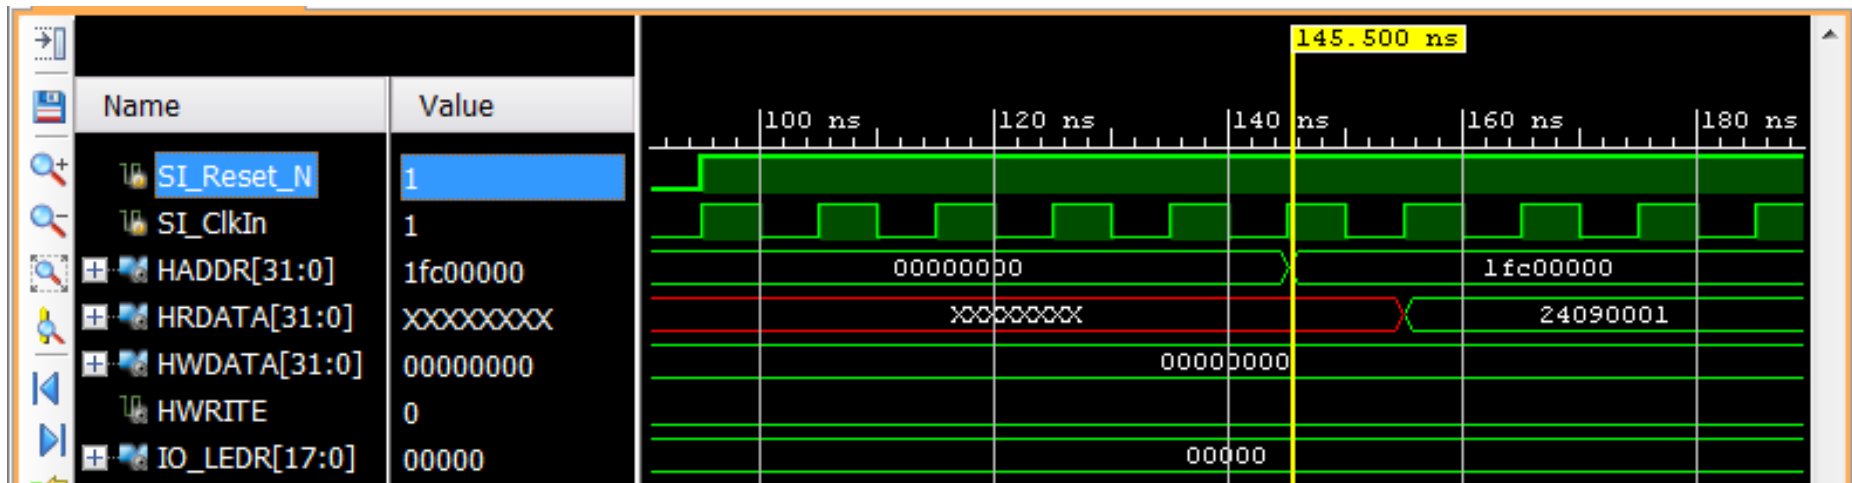 145.500 ns
Name Value
100 ns 120 ns 140 ns 160 ns 180 ns
SI_Reset_N 1
SI_ClkIn 1
HADDR[31:0] 1fc00000 00000000 1fc00000
HRDATA[31:0] XXXXXXXX XXXXXXXX 24090001
HWDATA[31:0] 00000000 00000000
HWRITE 0
IO_LEDR[17:0] 00000 00000